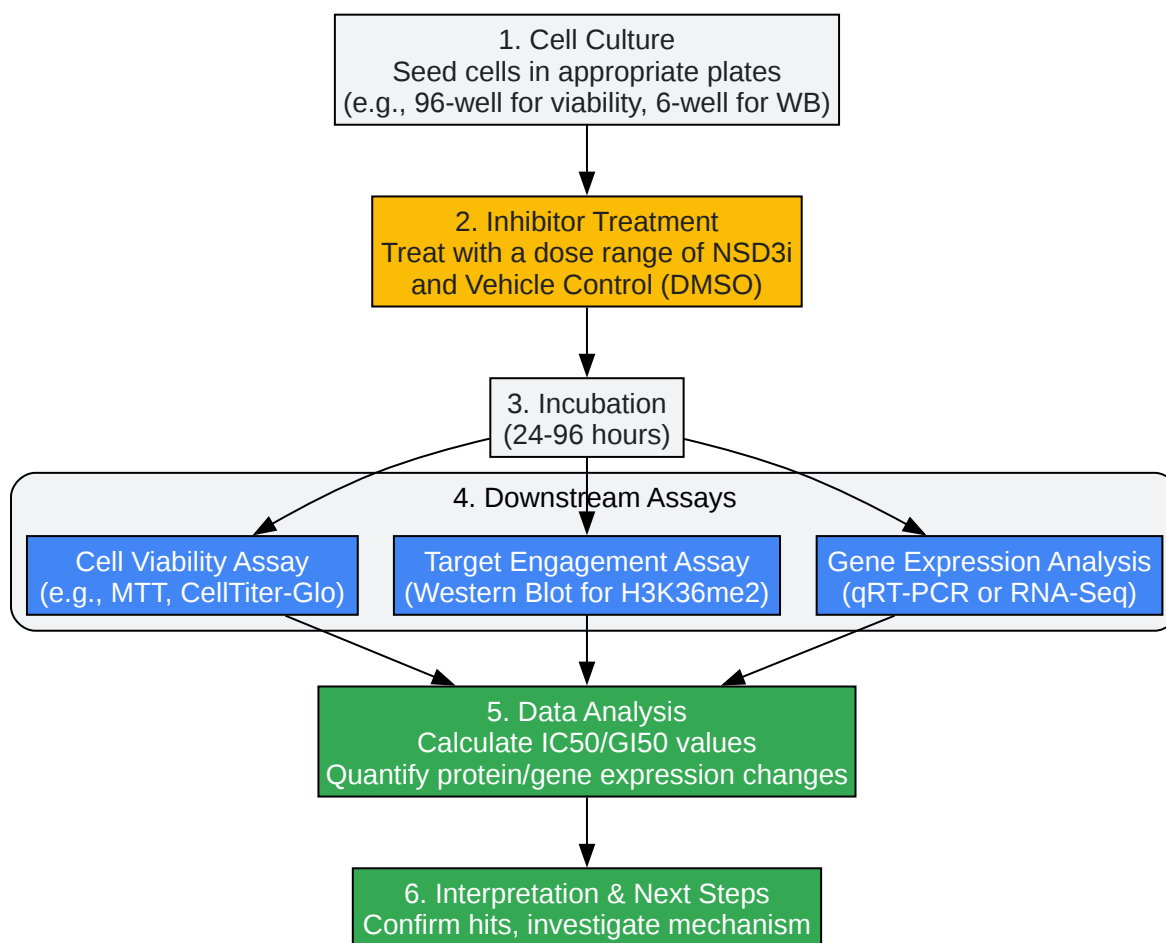 1. Cell Culture
Seed cells in appropriate plates
(e.g., 96-well for viability, 6-well for WB)
2. Inhibitor Treatment
Treat with a dose range of NSD3i
and Vehicle Control (DMSO)
3. Incubation
(24-96 hours)
4. Downstream Assays
Cell Viability Assay
(e.g., MTT, CellTiter-Glo)
Target Engagement Assay
(Western Blot for H3K36me2)
Gene Expression Analysis
(qRT-PCR or RNA-Seq)
5. Data Analysis
Calculate IC50/GI50 values
Quantify protein/gene expression changes
6. Interpretation & Next Steps
Confirm hits, investigate mechanism